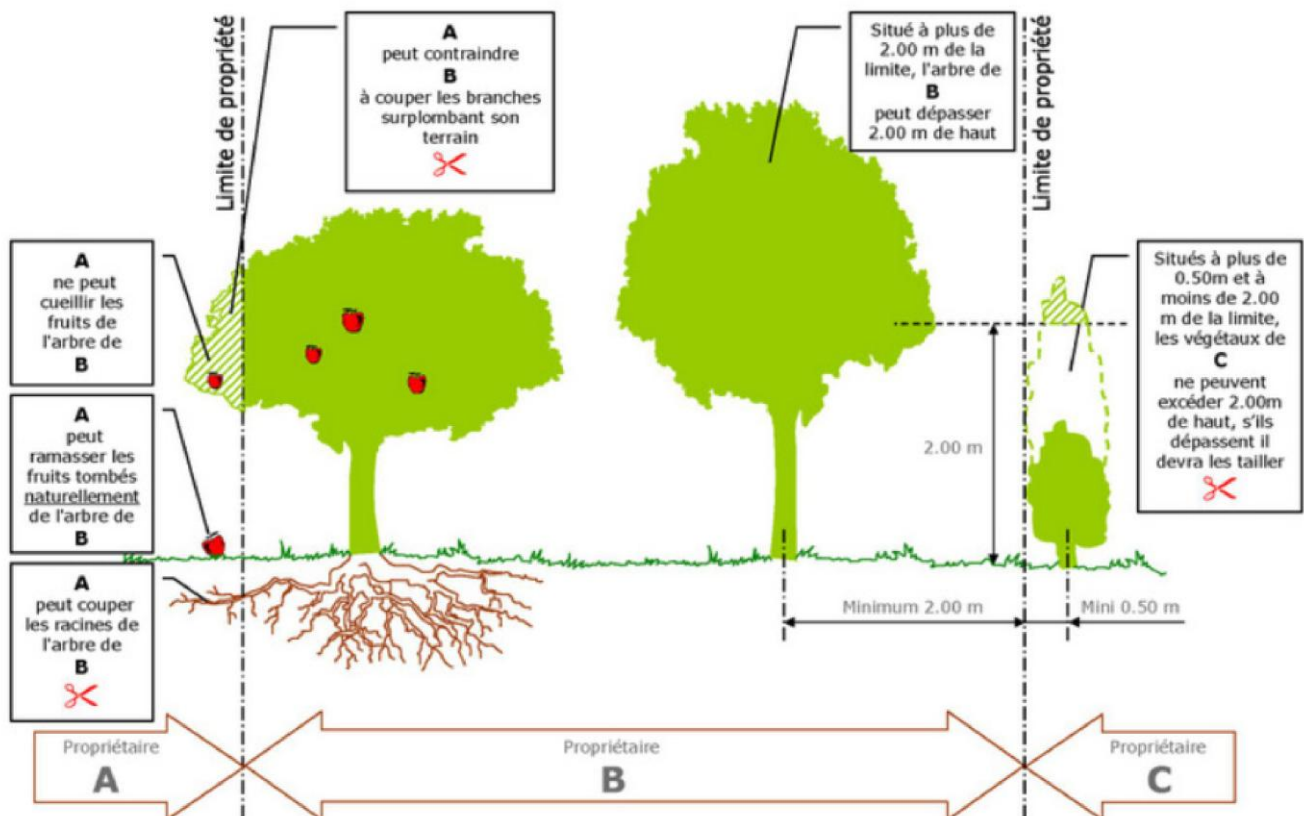 Limite de propriété
A
peut contraindre
B
à couper les branches
surplombant son
terrain
Situé à plus de
2.00 m de la
limite, l'arbre de
B
peut dépasser
2.00 m de haut
Limite de propriété
A
ne peut
cueillir les
fruits de
l'arbre de
B
Situés à plus de
0.50m et à
moins de 2.00
m de la limite,
les végétaux de
C
ne peuvent
excéder 2.00m
de haut, s'ils
dépassent il
devra les tailler
A
peut
ramasser les
fruits tombés
naturellement
de l'arbre de
B
2.00 m
A
peut couper
les racines de
l'arbre de
B
Minimum 2.00 m
Mini 0.50 m
Propriétaire
A
Propriétaire
B
Propriétaire
C